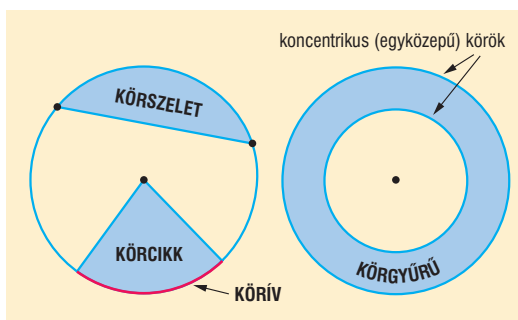 koncentrikus (egyközepű) körök
KÖRSZELET
KÖRCIKK
KÖRÍV
KÖRGYŰRŰ